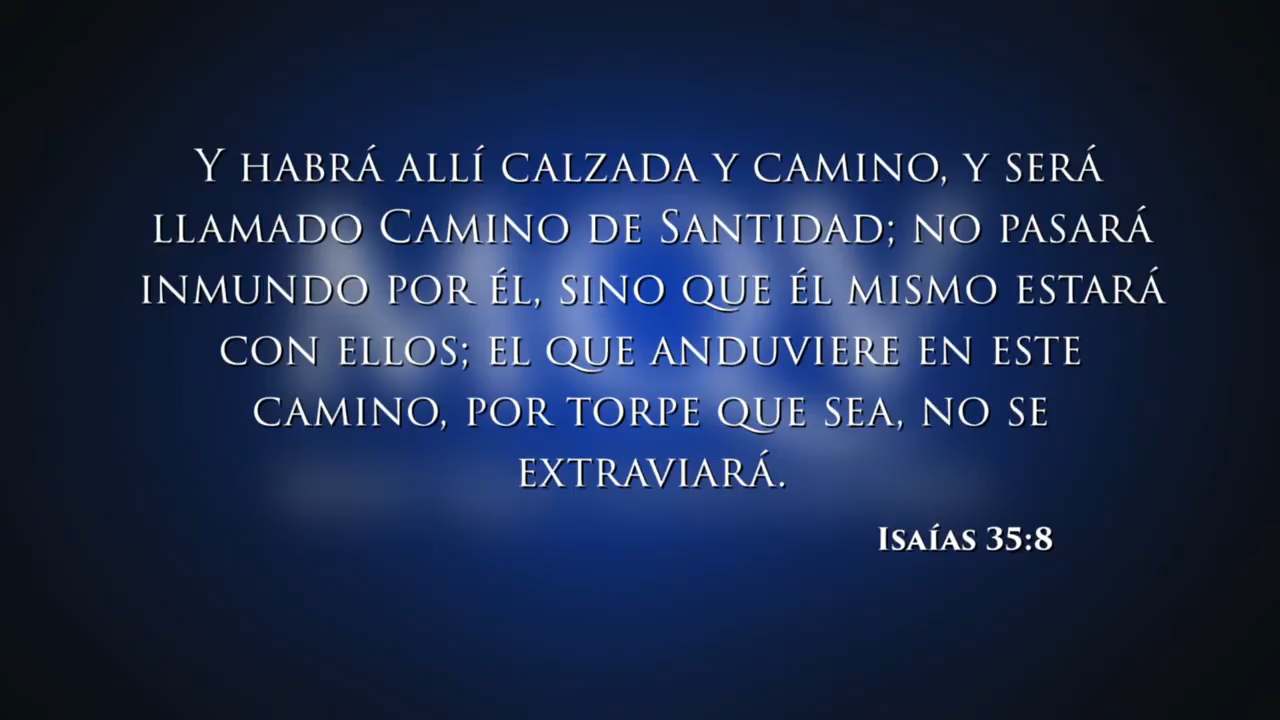 Y habrá allí calzada y camino, y será
llamado Camino de Santidad; no pasará
inmundo por él, sino que él mismo estará
con ellos; el que anduviere en este
camino, por torpe que sea, no se
extraviará.
Isaías 35:8